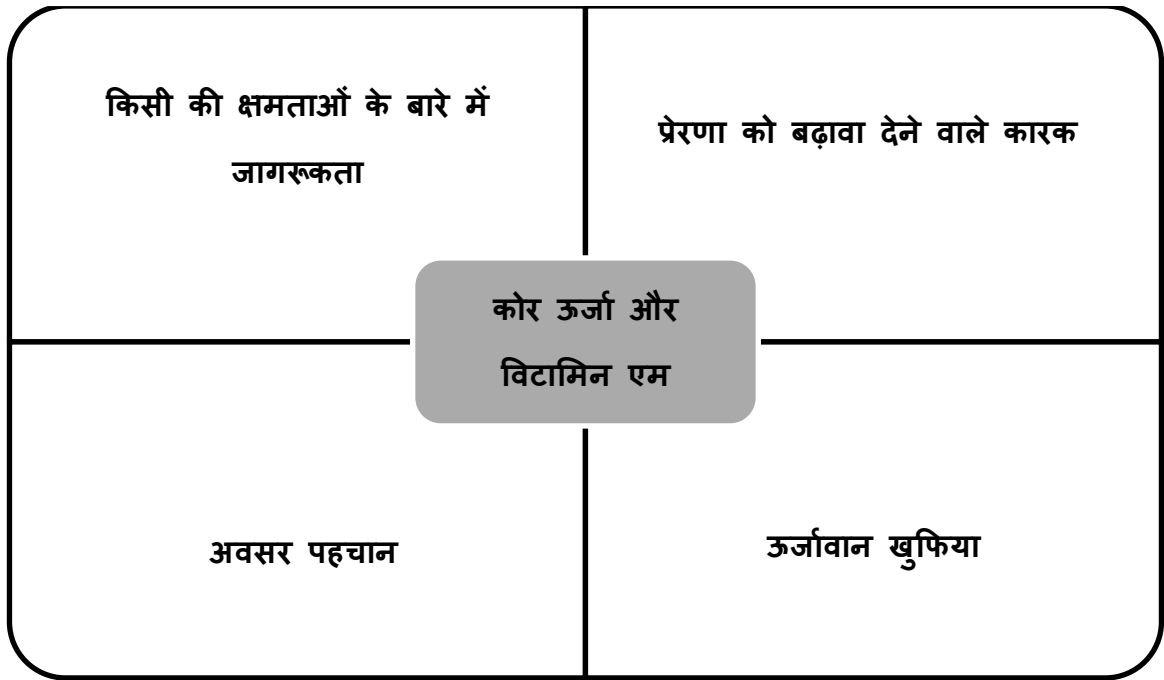 किसी की क्षमताओं के बारे में
जागरूकता
प्रेरणा को बढ़ावा देने वाले कारक
कोर ऊर्जा और
विटामिन एम
अवसर पहचान
ऊर्जावान खुफिया